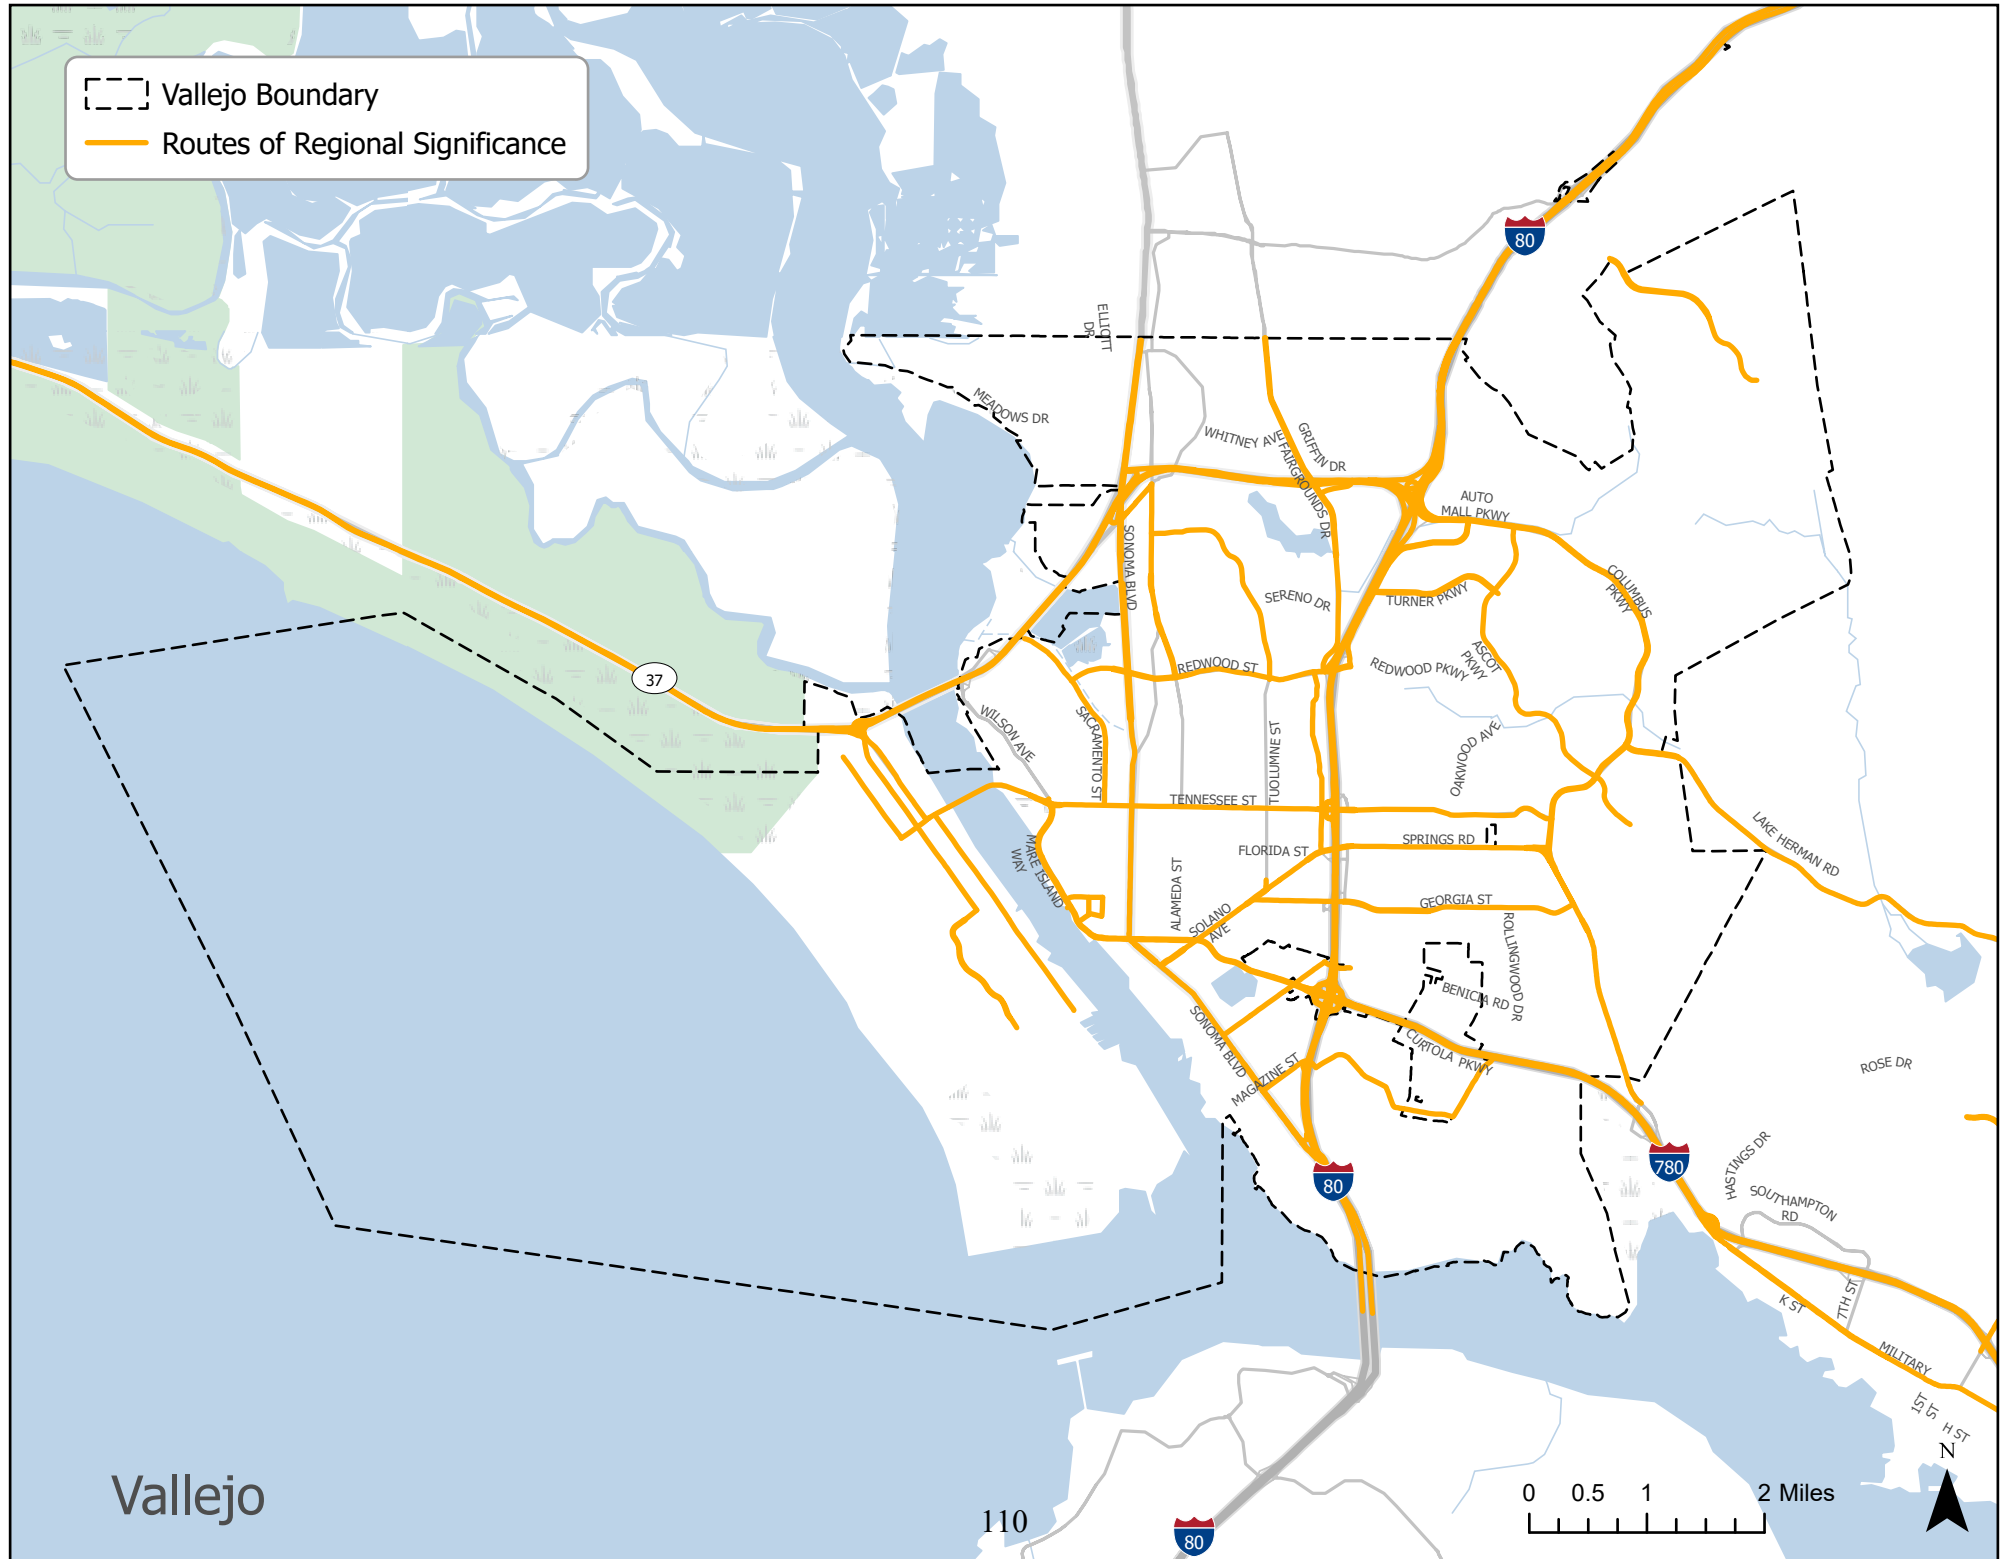 Vallejo Boundary
Routes of Regional Significance
80
ELLIOTT
DR
MEADOWS DR
WHITNEY AVE
GRIFFIN DR
FAIRGROUNDS DR
AUTO
MALL PKWY
SONOMA BLVD
SERENO DR
TURNER PKWY
COLUMBUS
PKWY
REDWOOD ST
REDWOOD PKWY
ASCOT
PKWY
37
WILSON AVE
SACRAMENTO ST
TUOLUMNE ST
OAKWOOD AVE
TENNESSEE ST
SPRINGS RD
FLORIDA ST
LAKE HERMAN RD
MARE ISLAND
WAY
ALAMEDA ST
SOLANO
AVE
GEORGIA ST
ROLLINGWOOD DR
BENICIA RD
SONOMA BLVD
CURTOLA PKWY
MAGAZINE ST
ROSE DR
80
780
HASTINGS DR
SOUTHAMPTON
RD
K ST
7TH ST
MILITARY
1ST
ST
H ST
N
Vallejo
110
80
0 0.5 1 2 Miles